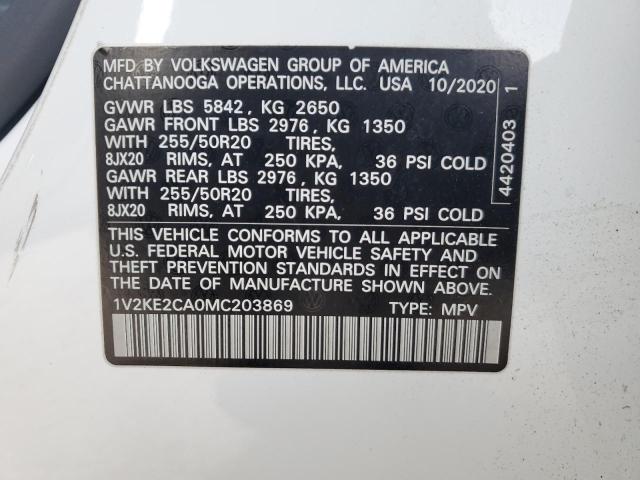 MFD BY VOLKSWAGEN GROUP OF AMERICA
CHATTANOOGA OPERATIONS, LLC. USA 10/2020
GVWR LBS 5842, KG 2650
GAWR FRONT LBS 2976, KG 1350
WITH 255/50R20 TIRES,
8JX20 RIMS, AT 250 KPA, 36 PSI COLD
GAWR REAR LBS 2976, KG 1350
WITH 255/50R20 TIRES,
8JX20 RIMS, AT 250 KPA, 36 PSI COLD
THIS VEHICLE CONFORMS TO ALL APPLICABLE
U.S. FEDERAL MOTOR VEHICLE SAFETY AND
THEFT PREVENTION STANDARDS IN EFFECT ON
THE DATE OF MANUFACTURE SHOWN ABOVE.
1V2KE2CA0MC203869 TYPE: MPV
4420403 1